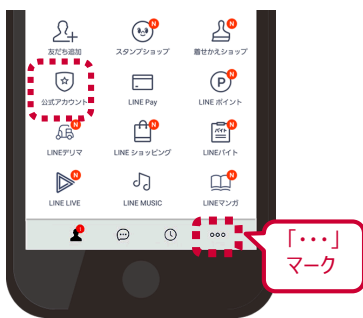 友だち追加
N
スタンプショップ
N
着せかえショップ
公式アカウント
LINE Pay
P
N
LINE ポイント
N
LINEデリマ
N
LINE ショッピング
バイト
N
LINEバイト
N
LINE LIVE
LINE MUSIC
N
LINEマンガ
「・・・」
マーク